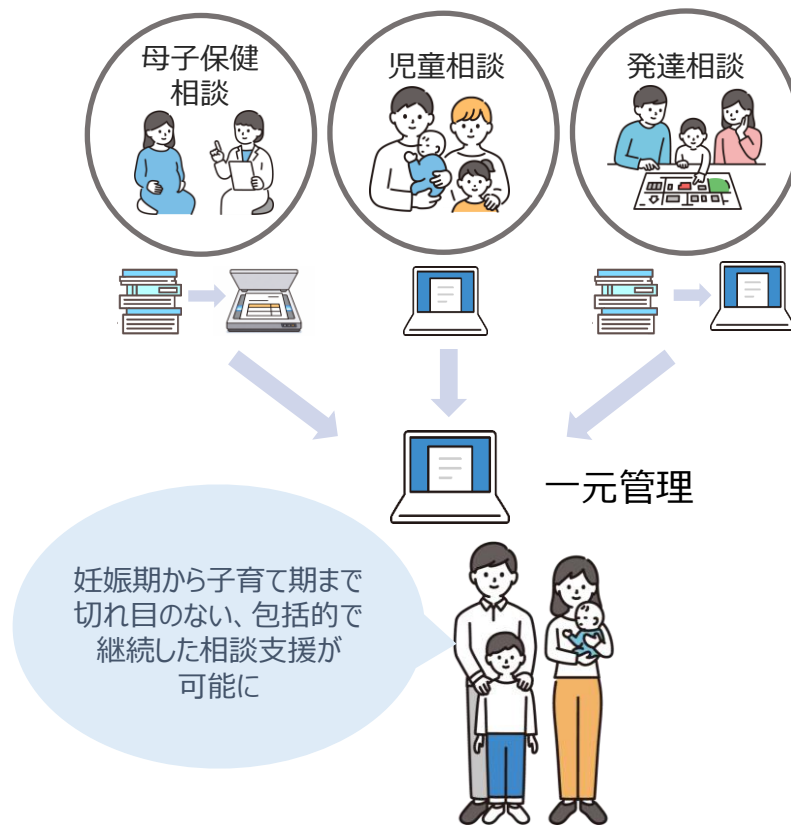 母子保健
相談
児童相談
発達相談
一元管理
妊娠期から子育て期まで
切れ目のない、包括的で
継続した相談支援が
可能に